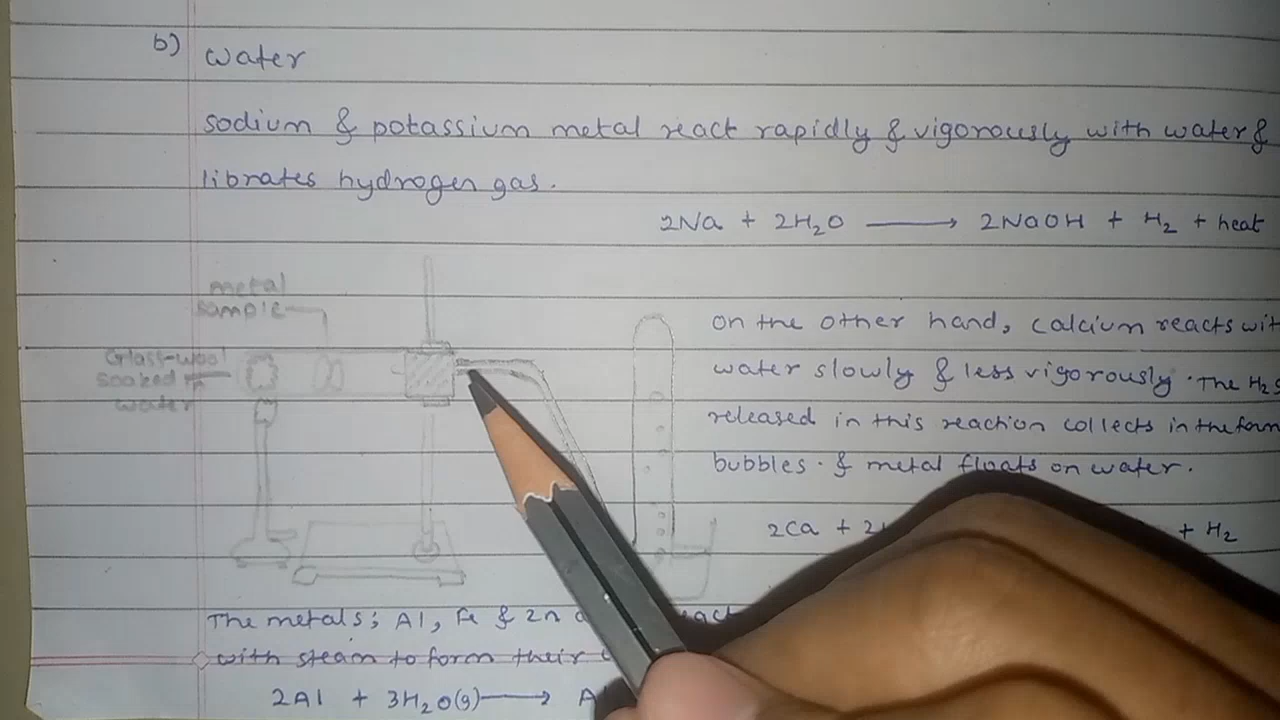 b) water
sodium & potassium metal react rapidly & vigorously with water &
librates hydrogen gas.
2Na + 2H₂O → 2NaOH + H₂ + heat
metal
sample
Glass-wool
soaked
water
on the other hand, calcium reacts wit
water slowly & less vigorously. The H₂
released in this reaction collects in the form
bubbles. & metal floats on water.
2Ca + 2 + H₂
The metals; Al, Fe & Zn
with steam to form their
2Al + 3H₂O(g) →